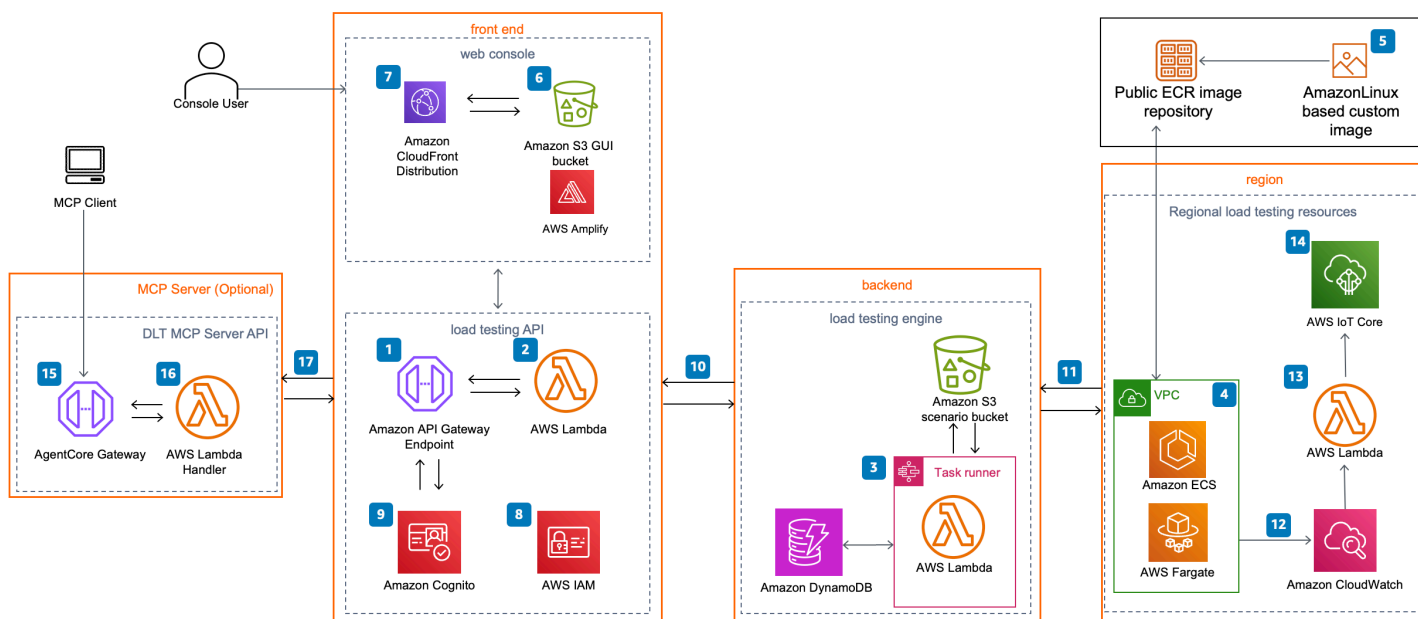 Console User
MCP Client
MCP Server (Optional)
DLT MCP Server API
15
16
AgentCore Gateway
AWS Lambda
Handler
17
front end
web console
7
6
Amazon
CloudFront
Distribution
Amazon S3 GUI
bucket
AWS Amplify
load testing API
1
2
Amazon API Gateway
Endpoint
AWS Lambda
9
8
Amazon Cognito
AWS IAM
10
backend
load testing engine
Amazon S3
scenario bucket
3
Task runner
AWS Lambda
Amazon DynamoDB
11
5
Public ECR image
repository
AmazonLinux
based custom
image
region
Regional load testing resources
14
AWS IoT Core
13
AWS Lambda
VPC
4
Amazon ECS
AWS Fargate
12
Amazon CloudWatch